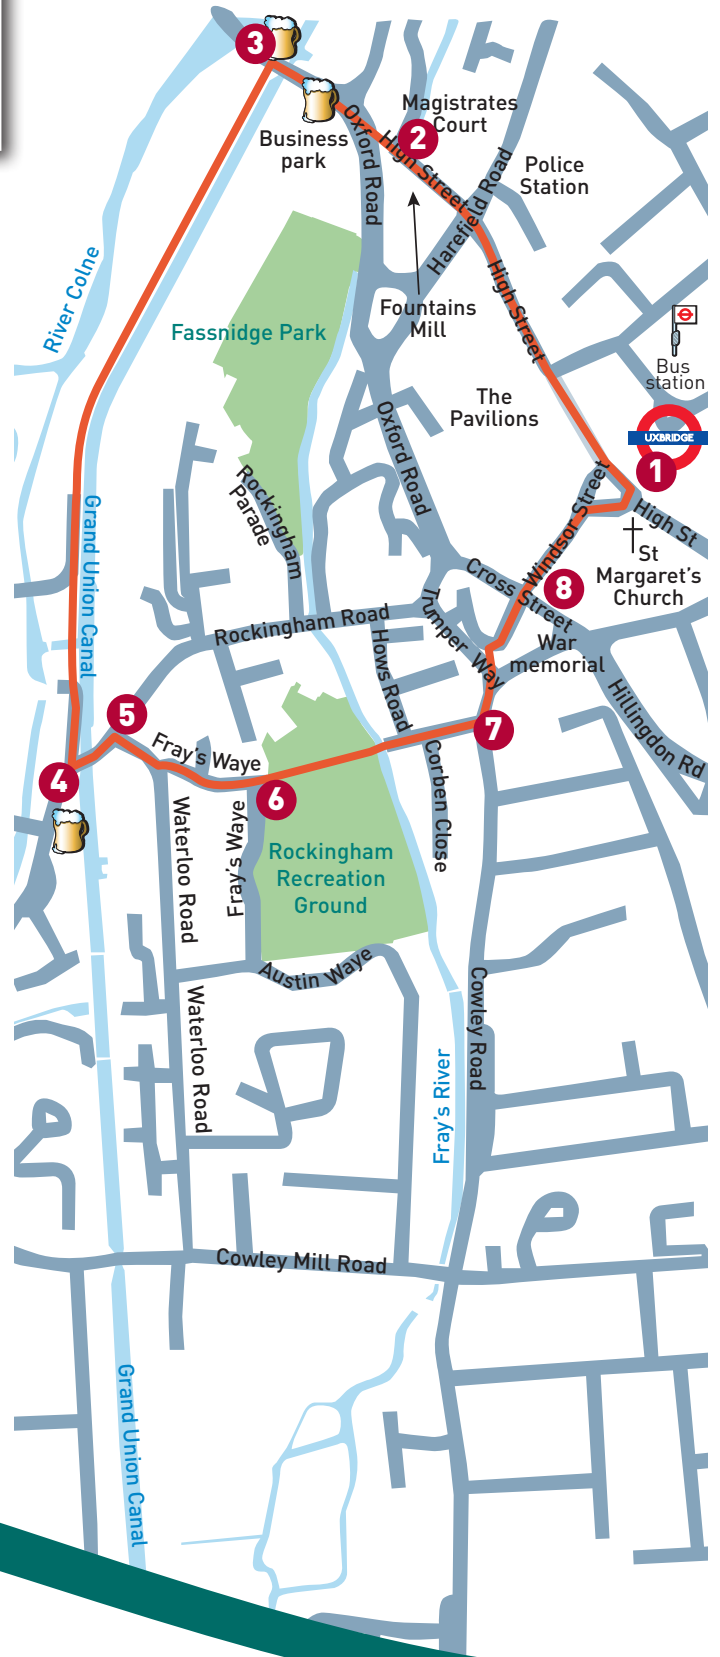 3
Magistrates
Court
2
Business
park
Oxford Road
High Street
Harefield Road
Police
Station
River Colne
Fassnidge Park
Fountains
Mill
High Street
Bus
station
The
Pavilions
UXBRIDGE
1
Oxford Road
Rockingham
Parade
Windsor Street
High St
St
Margaret's
Church
Grand Union Canal
Cross Street
8
Rockingham Road
Trumper Way
War
memorial
Hows Road
Hillingdon Rd
5
Fray's Waye
7
4
6
Corben Close
Waterloo Road
Fray's Waye
Rockingham
Recreation
Ground
Austin Waye
Cowley Road
Waterloo Road
Fray's River
Cowley Mill Road
Grand Union Canal